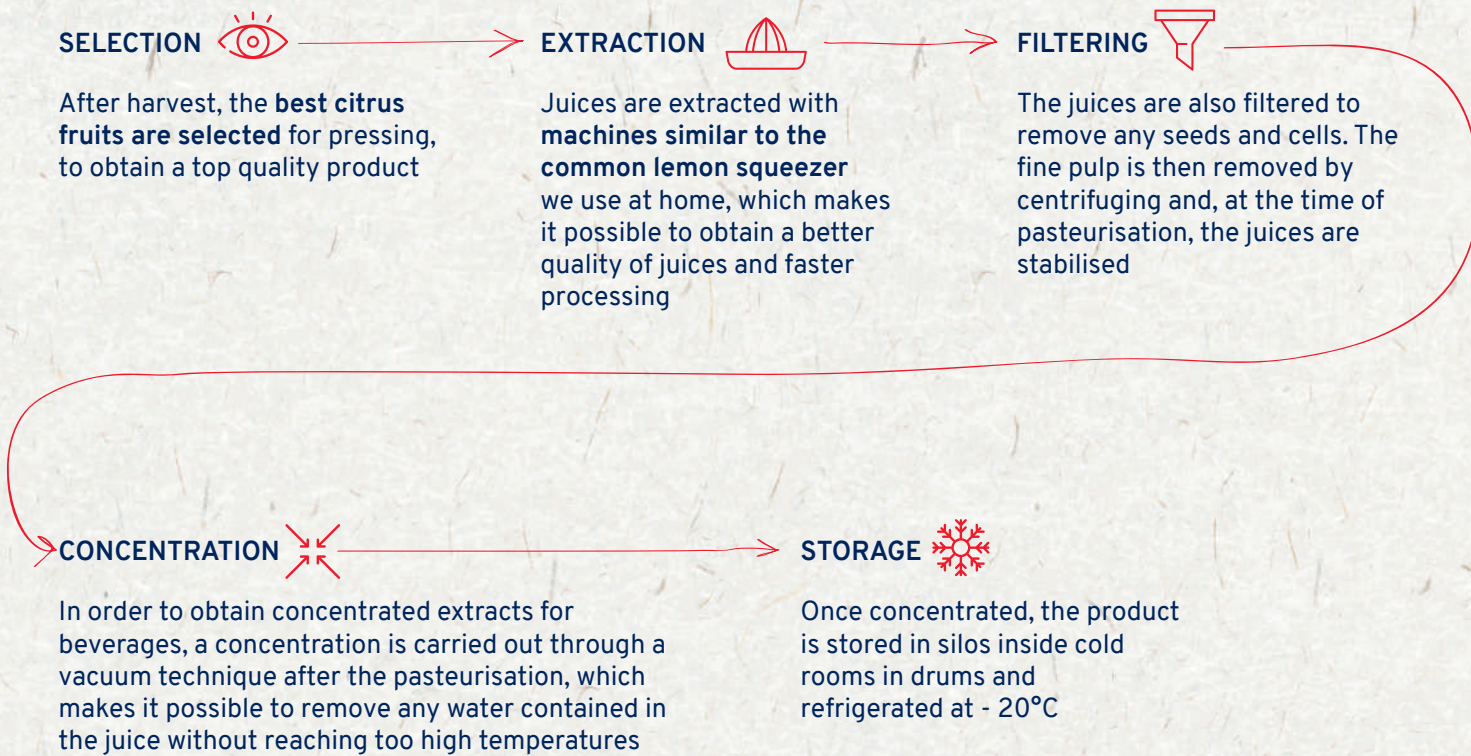 SELECTION
After harvest, the best citrus
fruits are selected for pressing,
to obtain a top quality product
EXTRACTION
Juices are extracted with
machines similar to the
common lemon squeezer
we use at home, which makes
it possible to obtain a better
quality of juices and faster
processing
FILTERING
The juices are also filtered to
remove any seeds and cells. The
fine pulp is then removed by
centrifuging and, at the time of
pasteurisation, the juices are
stabilised
CONCENTRATION
In order to obtain concentrated extracts for
beverages, a concentration is carried out through a
vacuum technique after the pasteurisation, which
makes it possible to remove any water contained in
the juice without reaching too high temperatures
STORAGE
Once concentrated, the product
is stored in silos inside cold
rooms in drums and
refrigerated at - 20°C